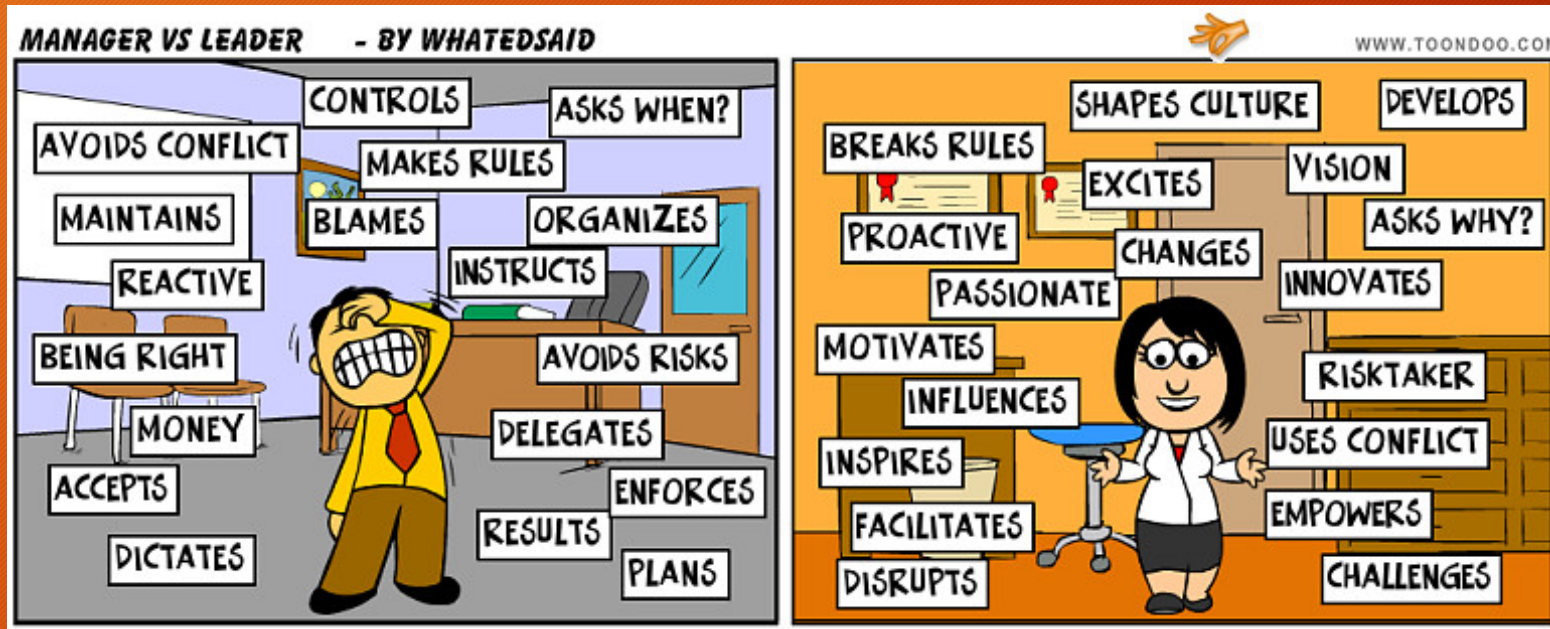 MANAGER VS LEADER - BY WHATEDSAID
WWW.TOONDOO.COM
CONTROLS
ASKS WHEN?
AVOIDS CONFLICT
MAKES RULES
MAINTAINS
BLAMES
ORGANIZES
REACTIVE
INSTRUCTS
BEING RIGHT
AVOIDS RISKS
MONEY
DELEGATES
ACCEPTS
ENFORCES
RESULTS
DICTATES
PLANS
SHAPES CULTURE
DEVELOPS
BREAKS RULES
EXCITES
VISION
PROACTIVE
ASKS WHY?
CHANGES
PASSIONATE
INNOVATES
MOTIVATES
RISKTAKER
INFLUENCES
USES CONFLICT
INSPIRES
EMPOWERS
FACILITATES
DISRUPTS
CHALLENGES